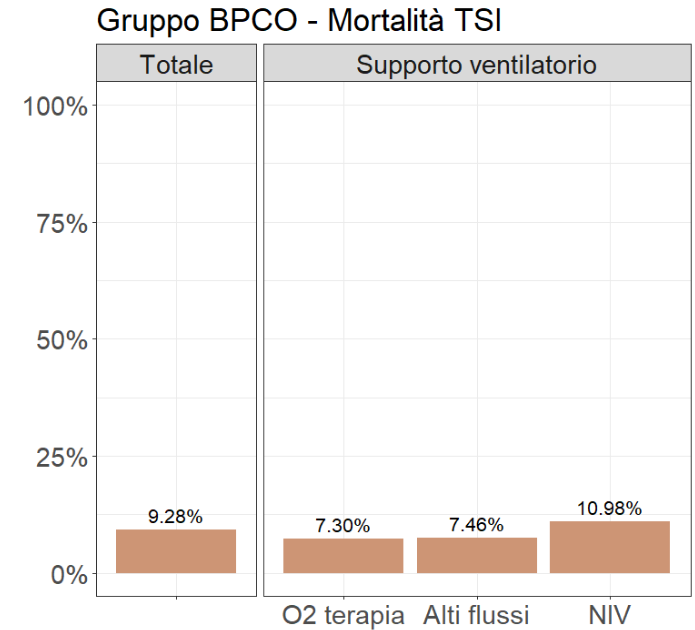 Gruppo BPCO - Mortalità TSI
Totale
Supporto ventilatorio
100%
75%
50%
25%
0%
9.28%
7.30%
7.46%
10.98%
O2 terapia
Alti flussi
NIV